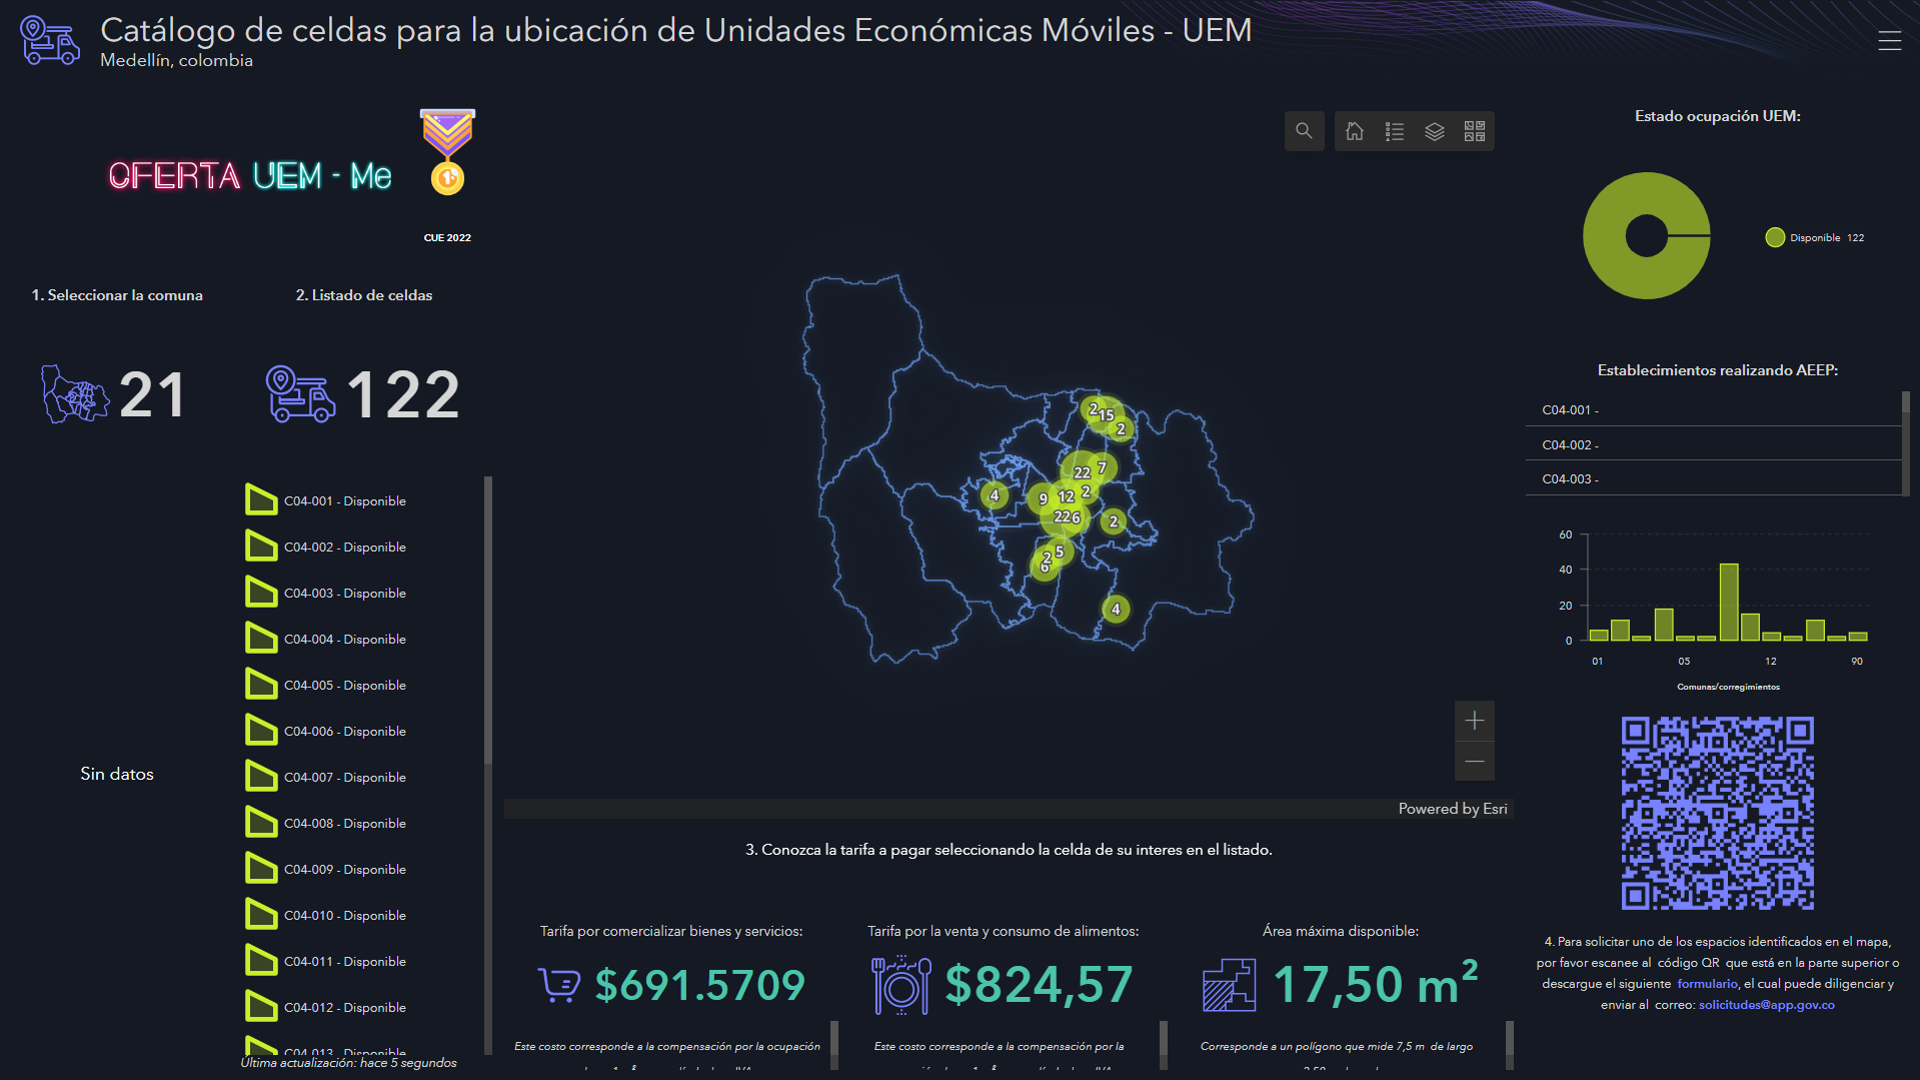 Catálogo de celdas para la ubicación de Unidades Económicas Móviles - UEM
Medellín, colombia
OFERTA UEM - Me
1
CUE 2022
1. Seleccionar la comuna
2. Listado de celdas
21
122
Sin datos
C04-001 - Disponible
C04-002 - Disponible
C04-003 - Disponible
C04-004 - Disponible
C04-005 - Disponible
C04-006 - Disponible
C04-007 - Disponible
C04-008 - Disponible
C04-009 - Disponible
C04-010 - Disponible
C04-011 - Disponible
C04-012 - Disponible
C04-013 - Disponible
Última actualización: hace 5 segundos
2
15
2
22
7
4
9
12
2
22
6
2
5
2
6
4
Powered by Esri
3. Conozca la tarifa a pagar seleccionando la celda de su interes en el listado.
Tarifa por comercializar bienes y servicios:
$691.5709
Este costo corresponde a la compensación por la ocupación
Tarifa por la venta y consumo de alimentos:
$824,57
Este costo corresponde a la compensación por la
Área máxima disponible:
17,50 m²
Corresponde a un polígono que mide 7,5 m de largo
Estado ocupación UEM:
Disponible 122
Establecimientos realizando AEEP:
C04-001 -
C04-002 -
C04-003 -
60
40
20
0
01 05 12 90
Comunas/corregimientos
4. Para solicitar uno de los espacios identificados en el mapa,
por favor escanee al código QR que está en la parte superior o
descargue el siguiente formulario, el cual puede diligenciar y
enviar al correo: solicitudes@app.gov.co